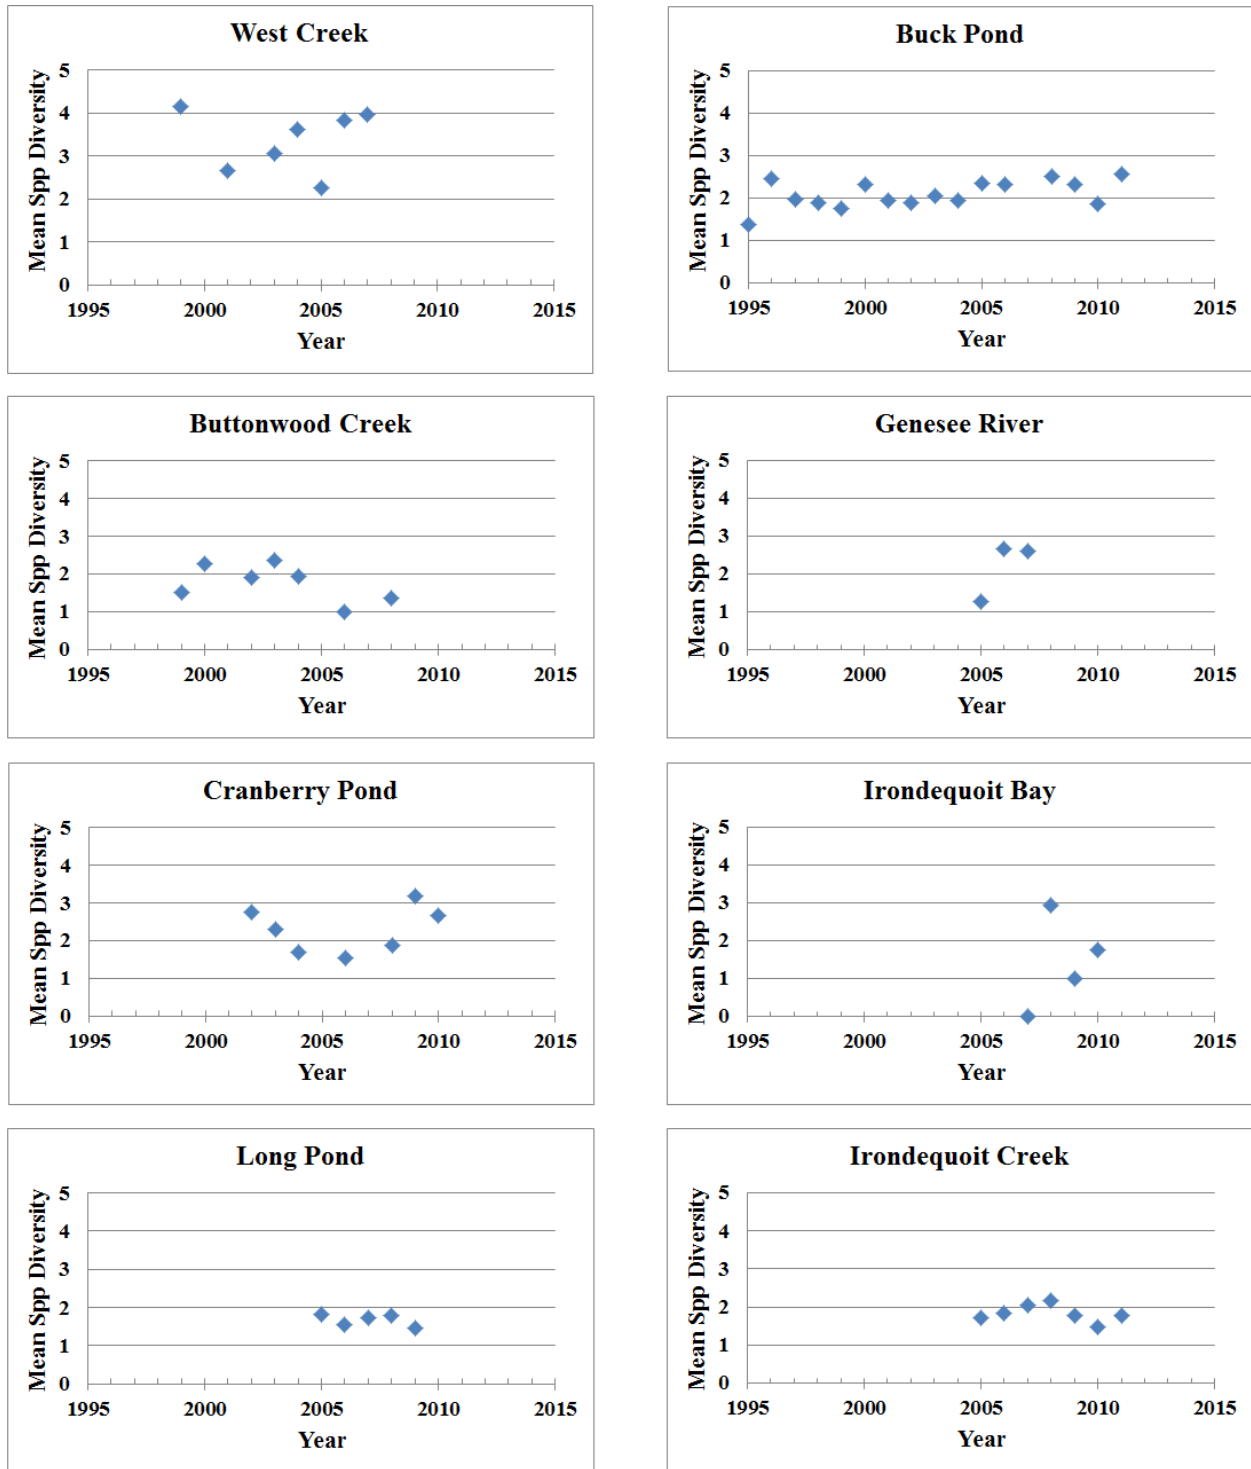 West Creek
Mean Spp Diversity
5
4
3
2
1
0
1995 2000 2005 2010 2015
Year
Buck Pond
Mean Spp Diversity
5
4
3
2
1
0
1995 2000 2005 2010 2015
Year
Buttonwood Creek
Mean Spp Diversity
5
4
3
2
1
0
1995 2000 2005 2010 2015
Year
Genesee River
Mean Spp Diversity
5
4
3
2
1
0
1995 2000 2005 2010 2015
Year
Cranberry Pond
Mean Spp Diversity
5
4
3
2
1
0
1995 2000 2005 2010 2015
Year
Irondequoit Bay
Mean Spp Diversity
5
4
3
2
1
0
1995 2000 2005 2010 2015
Year
Long Pond
Mean Spp Diversity
5
4
3
2
1
0
1995 2000 2005 2010 2015
Year
Irondequoit Creek
Mean Spp Diversity
5
4
3
2
1
0
1995 2000 2005 2010 2015
Year